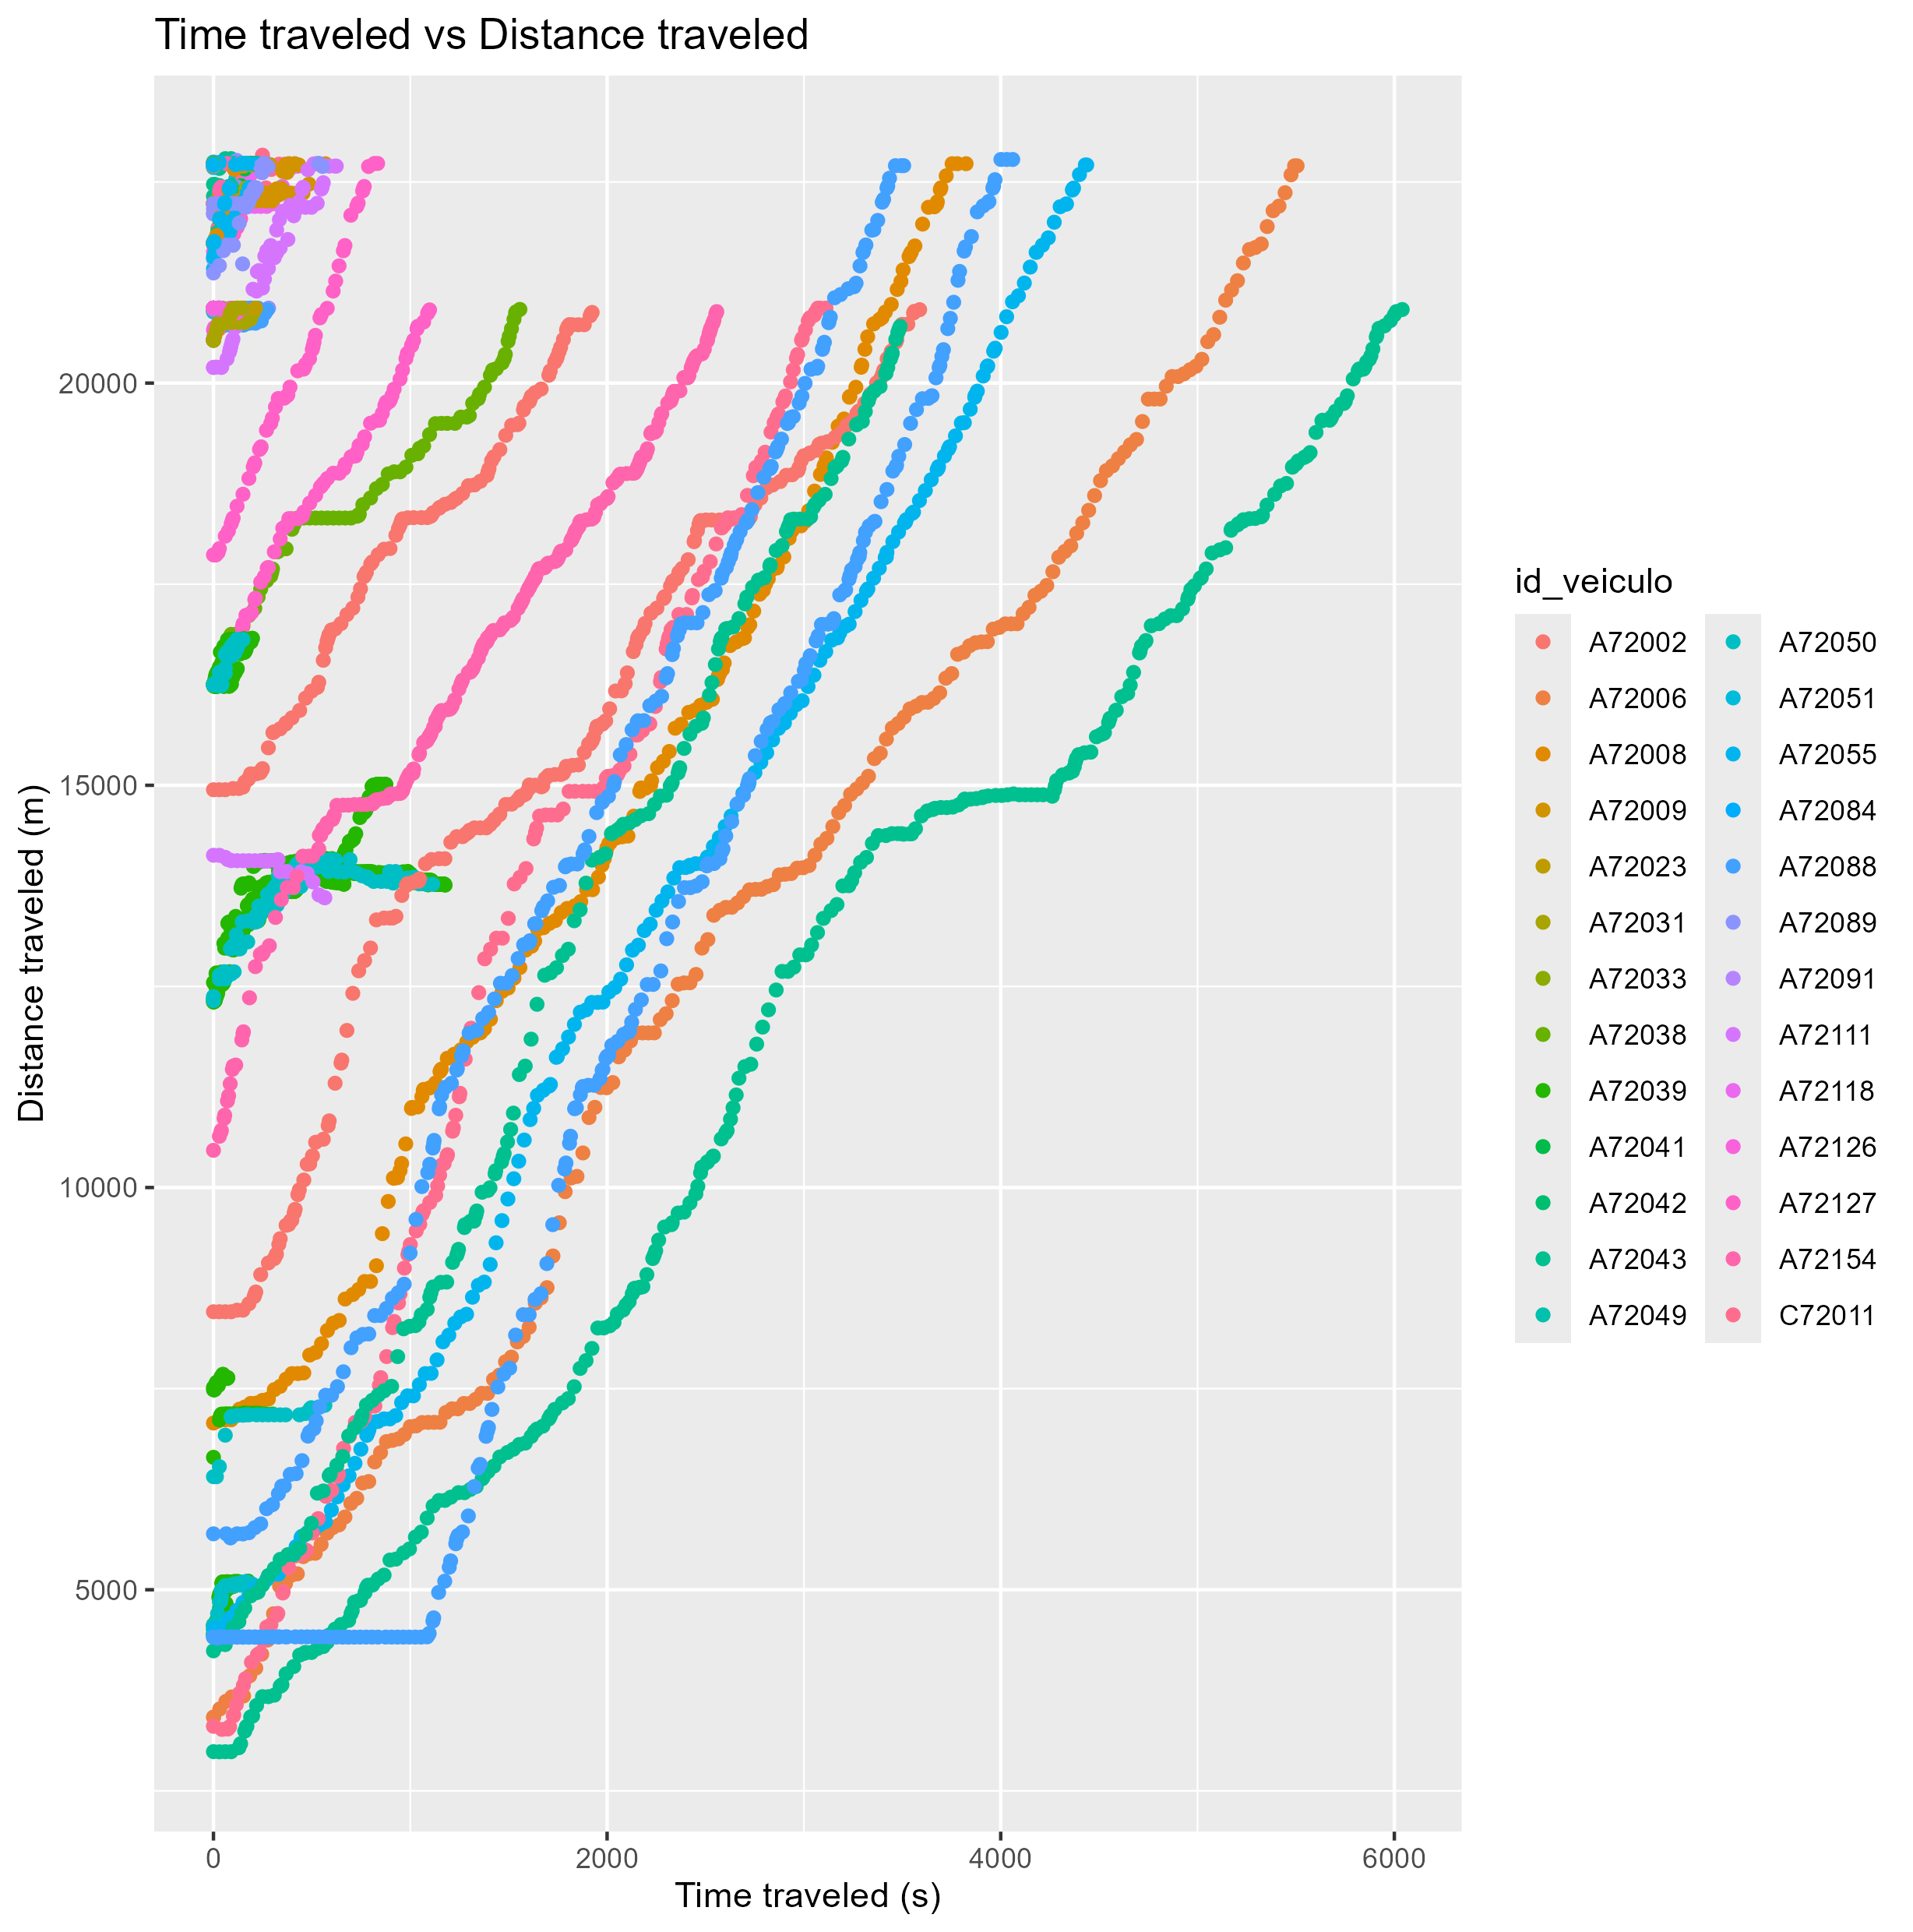 Time traveled vs Distance traveled
Distance traveled (m)
20000
15000
10000
5000
0 2000 4000 6000
Time traveled (s)
id_veiculo
A72002 A72050
A72006 A72051
A72008 A72055
A72009 A72084
A72023 A72088
A72031 A72089
A72033 A72091
A72038 A72111
A72039 A72118
A72041 A72126
A72042 A72127
A72043 A72154
A72049 C72011